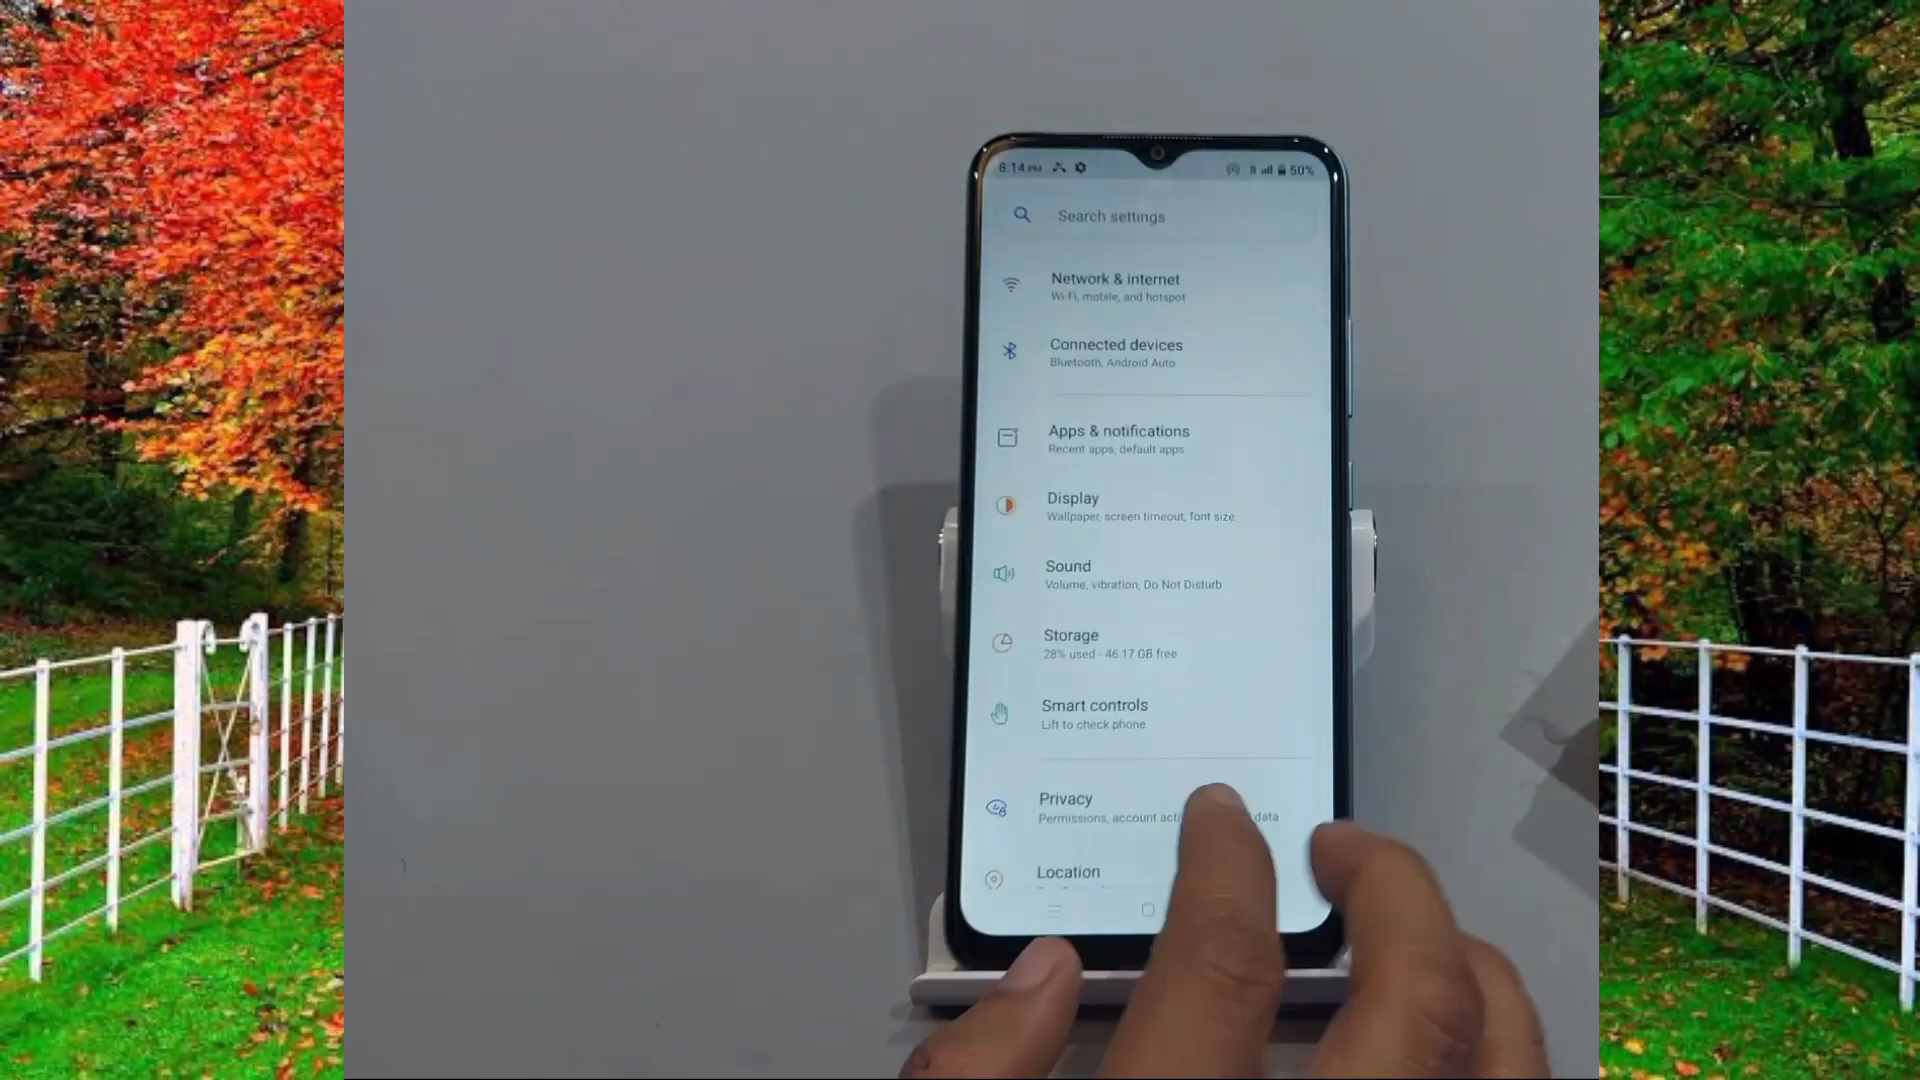 8:14 PM
50%
Search settings
Network & internet
Wi-Fi, mobile, and hotspot
Connected devices
Bluetooth, Android Auto
Apps & notifications
Recent apps, default apps
Display
Wallpaper, screen timeout, font size
Sound
Volume, vibration, Do Not Disturb
Storage
28% used - 46.17 GB free
Smart controls
Lift to check phone
Privacy
Permissions, account data
Location